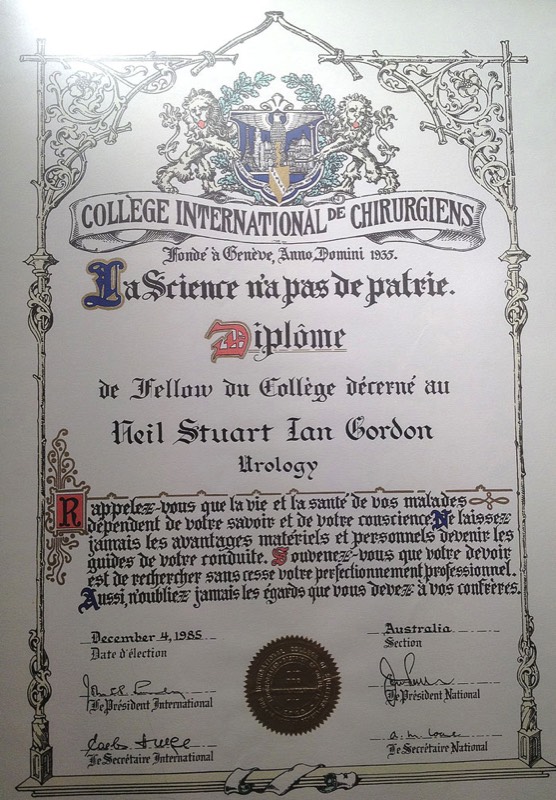 COLLÈGE INTERNATIONAL DE CHIRURGIENS
Fondé à Genève, Anno Domini 1935.
La Science n'a pas de patrie.
Diplôme
de Fellow du Collège décerné au
Neil Stuart Ian Gordon
Urology
Rappelez-vous que la vie et la santé de vos malades
dépendent de votre savoir et de votre conscience. Ne laissez
jamais les avantages matériels et personnels devenir les
guides de votre conduite. Souvenez-vous que votre devoir
est de rechercher sans cesse votre perfectionnement professionnel.
Aussi, n'oubliez jamais les égards que vous devez à vos confrères.
December 4, 1985
Date d'élection
Australia
Section
Le Président International
Le Président National
Le Secrétaire International
Le Secrétaire National